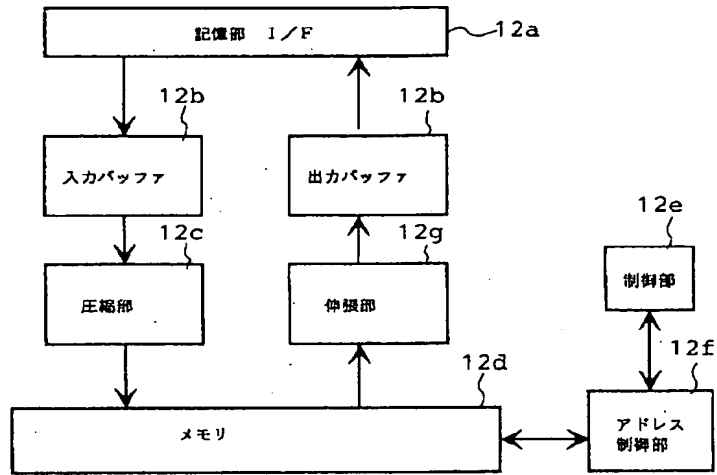 記憶部 I/F
12a
12b
12b
入力バッファ
出力バッファ
12c
12g
12e
圧縮部
伸張部
制御部
12d
12f
メモリ
アドレス
制御部